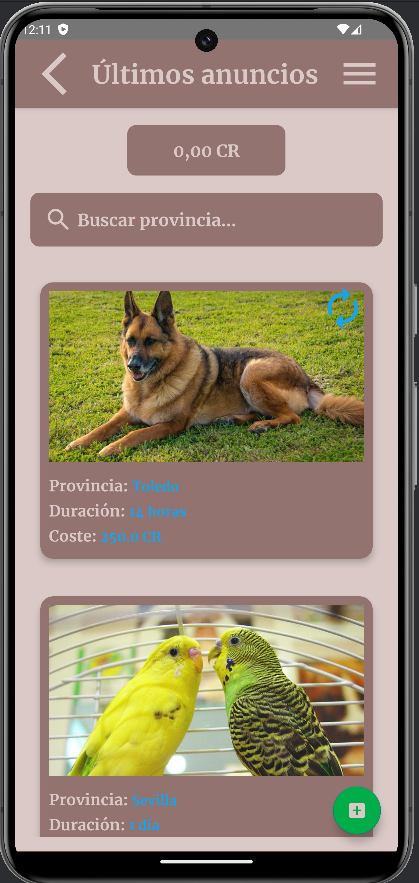 12:11
Últimos anuncios
0,00 CR
Buscar provincia...
Provincia: Toledo
Duración: 12 horas
Coste: 250.0 CR
Provincia: Sevilla
Duración: 1 día